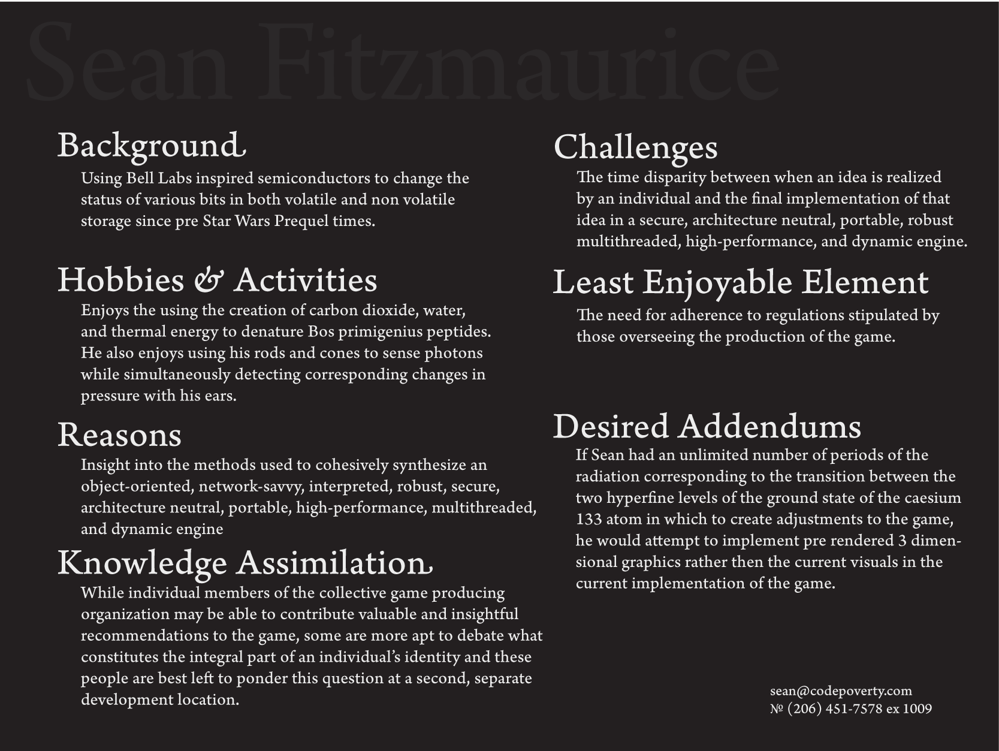 Sean Fitzmaurice
Background
Using Bell Labs inspired semiconductors to change the
status of various bits in both volatile and non volatile
storage since pre Star Wars Prequel times.
Hobbies & Activities
Enjoys the using the creation of carbon dioxide, water,
and thermal energy to denature Bos primigenius peptides.
He also enjoys using his rods and cones to sense photons
while simultaneously detecting corresponding changes in
pressure with his ears.
Reasons
Insight into the methods used to cohesively synthesize an
object-oriented, network-savvy, interpreted, robust, secure,
architecture neutral, portable, high-performance, multithreaded,
and dynamic engine
Knowledge Assimilation
While individual members of the collective game producing
organization may be able to contribute valuable and insightful
recommendations to the game, some are more apt to debate what
constitutes the integral part of an individual’s identity and these
people are best left to ponder this question at a second, separate
development location.
Challenges
The time disparity between when an idea is realized
by an individual and the final implementation of that
idea in a secure, architecture neutral, portable, robust
multithreaded, high-performance, and dynamic engine.
Least Enjoyable Element
The need for adherence to regulations stipulated by
those overseeing the production of the game.
Desired Addendums
If Sean had an unlimited number of periods of the
radiation corresponding to the transition between the
two hyperfine levels of the ground state of the caesium
133 atom in which to create adjustments to the game,
he would attempt to implement pre rendered 3 dimen-
sional graphics rather then the current visuals in the
current implementation of the game.
sean@codepoverty.com
№ (206) 451-7578 ex 1009